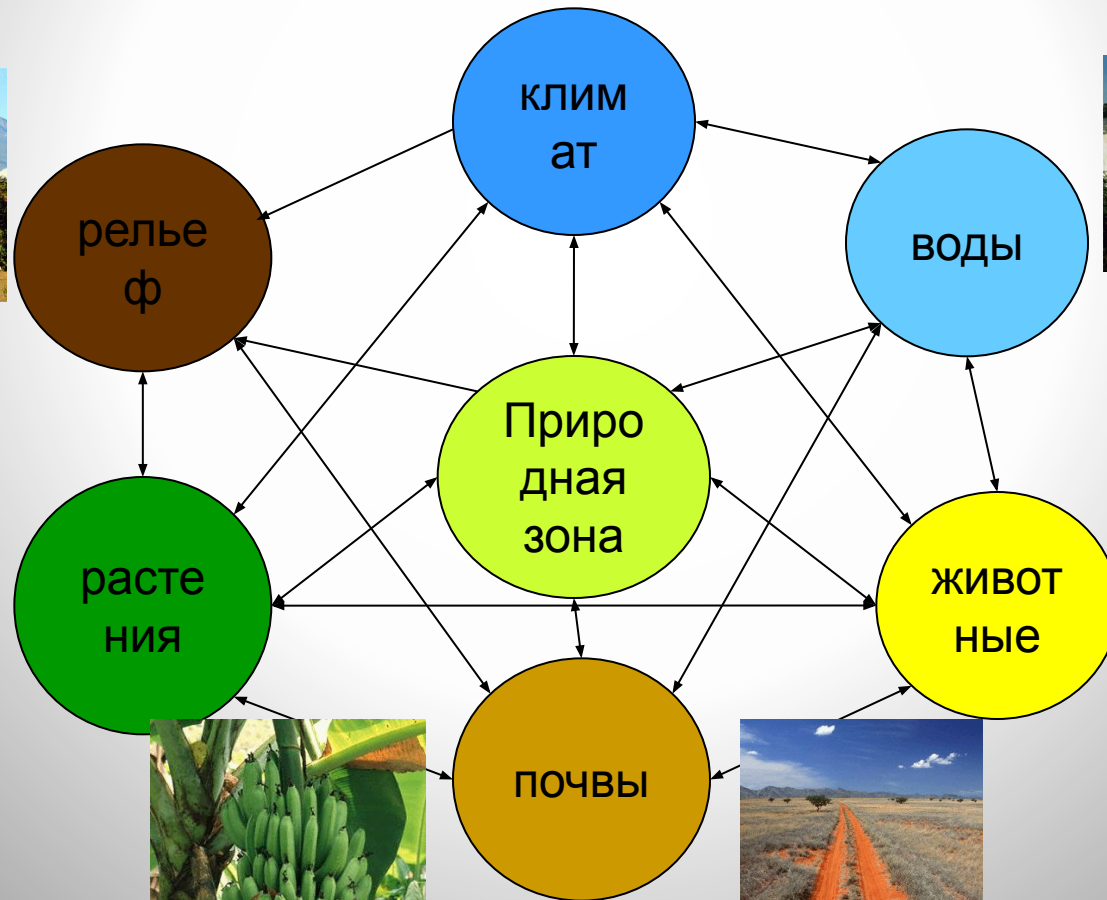 клим
ат
релье
ф
воды
Приро
дная
зона
расте
ния
живот
ные
почвы